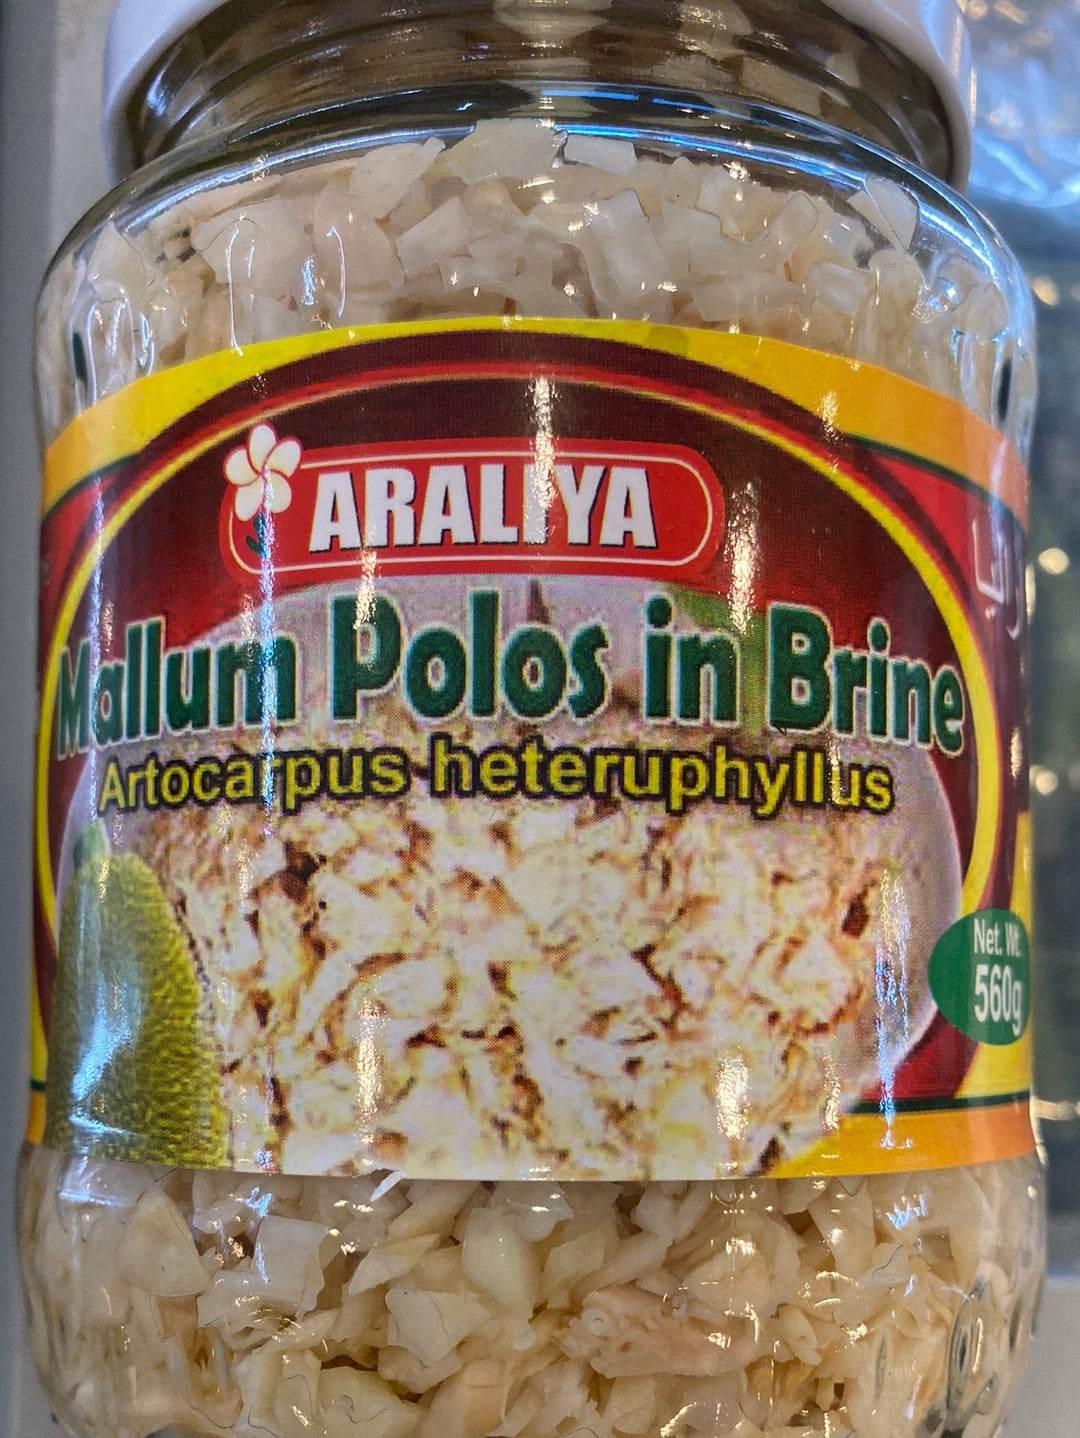 ARALIYA
Mallum Polos in Brine
Artocarpus heteruphyllus
Net. Wt.
560g